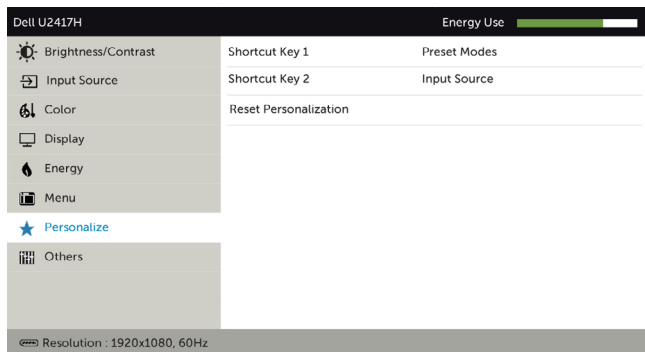 Dell U2417H Energy Use
Brightness/Contrast Shortcut Key 1 Preset Modes
Input Source Shortcut Key 2 Input Source
Color Reset Personalization
Display
Energy
Menu
Personalize
Others
Resolution : 1920x1080, 60Hz